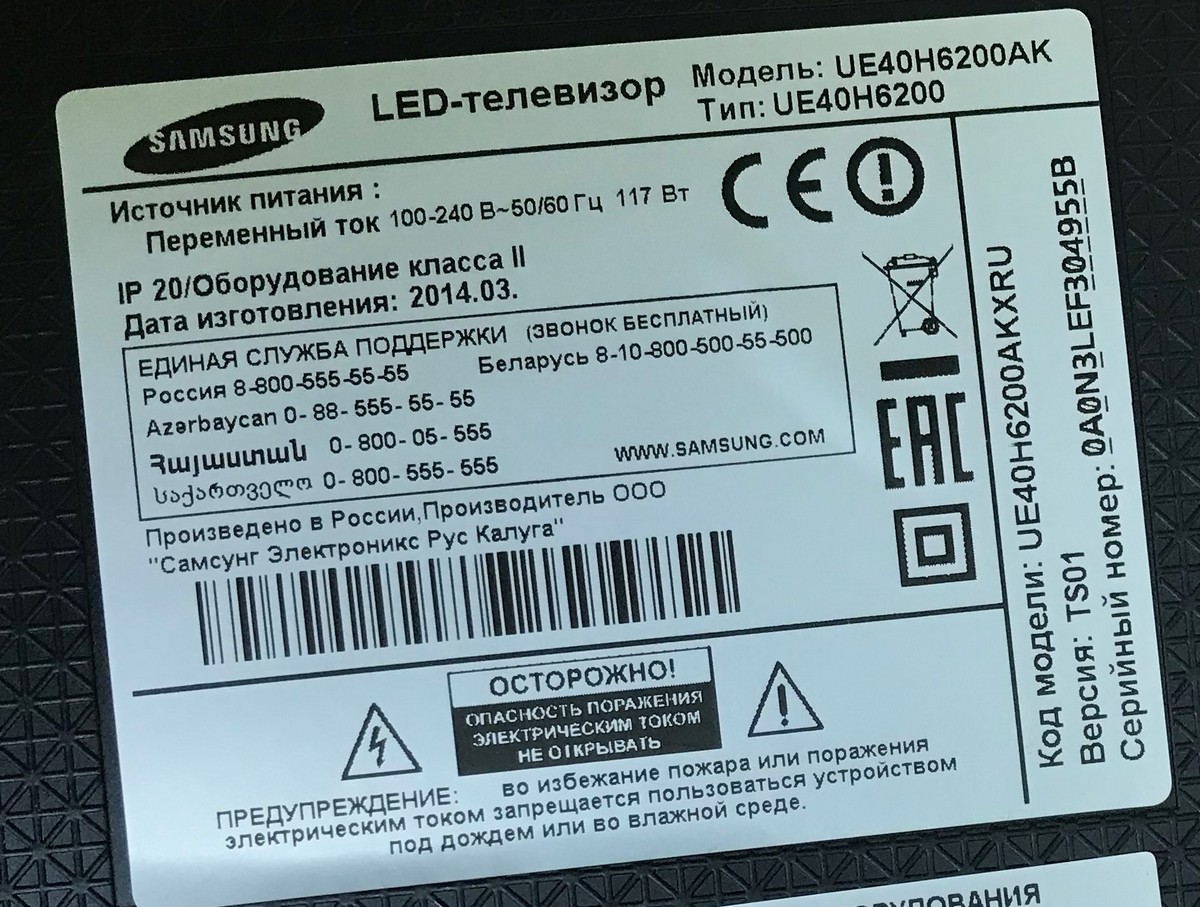 SAMSUNG
LED-телевизор
Модель: UE40H6200AK
Тип: UE40H6200
Источник питания :
Переменный ток 100-240 В~50/60 Гц 117 Вт
IP 20/Оборудование класса II
Дата изготовления: 2014.03.
ЕДИНАЯ СЛУЖБА ПОДДЕРЖКИ (ЗВОНОК БЕСПЛАТНЫЙ)
Россия 8-800-555-55-55 Беларусь 8-10-800-500-55-500
Azərbaycan 0- 88- 555- 55- 55
Հայաստան 0- 800- 05- 555
საქართველო 0- 800- 555- 555
WWW.SAMSUNG.COM
Произведено в России,Производитель ООО
"Самсунг Электроникс Рус Калуга"
CE
EAC
ОСТОРОЖНО!
ОПАСНОСТЬ ПОРАЖЕНИЯ
ЭЛЕКТРИЧЕСКИМ ТОКОМ
НЕ ОТКРЫВАТЬ
ПРЕДУПРЕЖДЕНИЕ: во избежание пожара или поражения
электрическим током запрещается пользоваться устройством
под дождем или во влажной среде.
Код модели: UE40H6200AKXRU
Версия: TS01
Серийный номер: 0A0N3LEF304955B